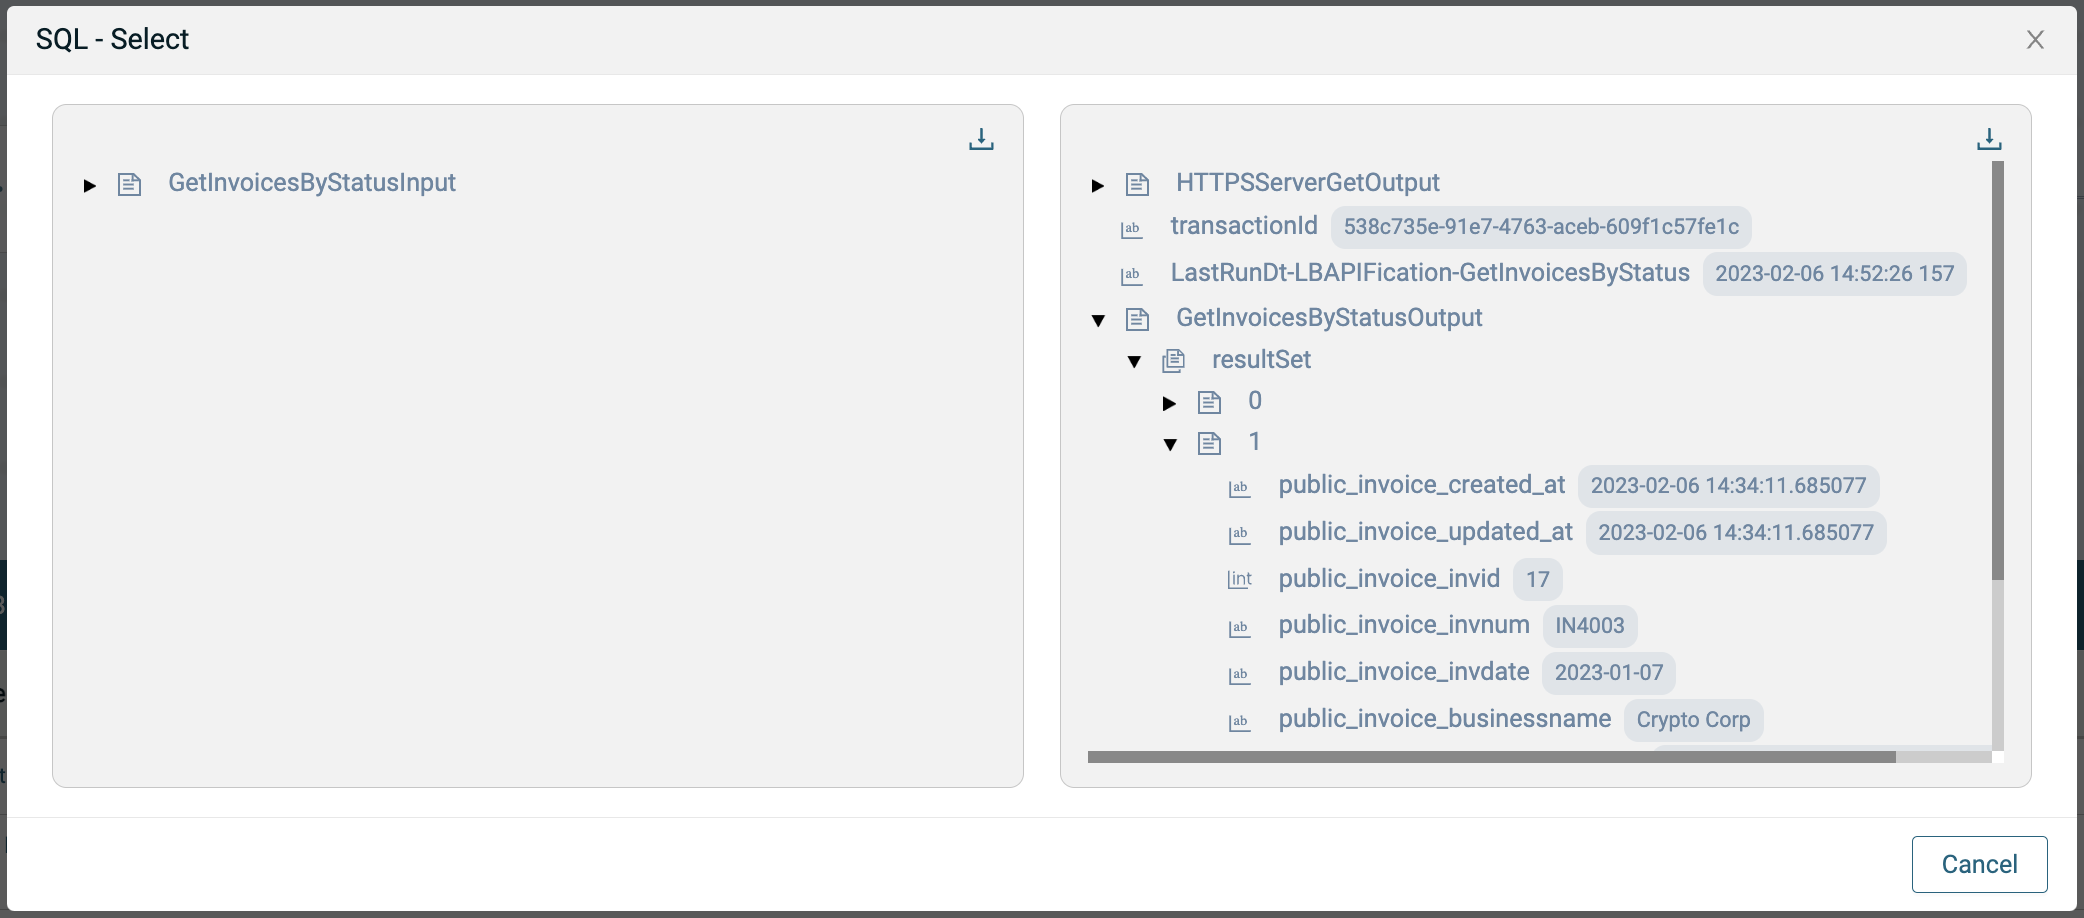 SQL - Select
GetInvoicesByStatusInput
HTTPSServerGetOutput
ab transactionId 538c735e-91e7-4763-aceb-609f1c57fe1c
ab LastRunDt-LBAPIFication-GetInvoicesByStatus 2023-02-06 14:52:26 157
GetInvoicesByStatusOutput
resultSet
0
1
ab public_invoice_created_at 2023-02-06 14:34:11.685077
ab public_invoice_updated_at 2023-02-06 14:34:11.685077
int public_invoice_invid 17
ab public_invoice_invnum IN4003
ab public_invoice_invdate 2023-01-07
ab public_invoice_businessname Crypto Corp
Cancel